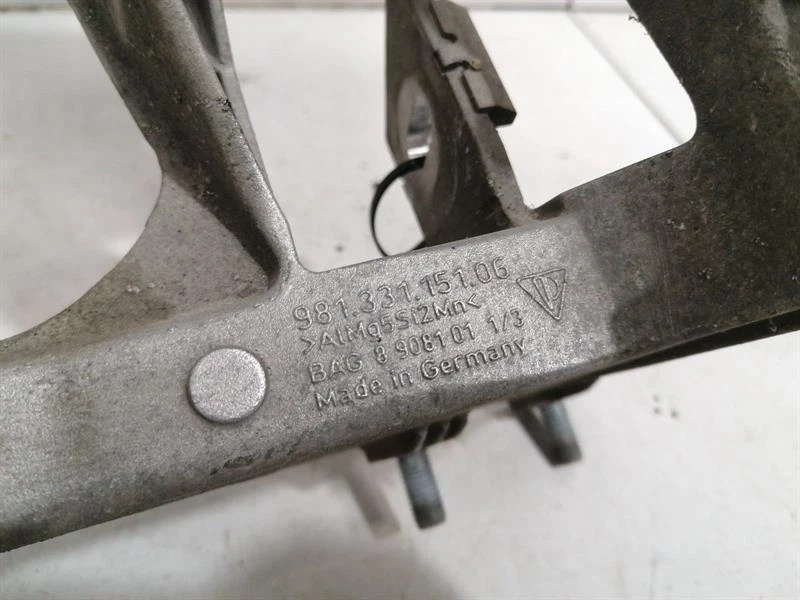 981.331.151.06
>AlMg5Si2Mn<
BAG 8 9081 01 1/3
Made in Germany